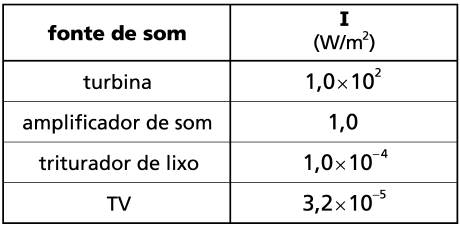 fonte de som
I
(W/m²)
turbina
1,0×10²
amplificador de som
1,0
triturador de lixo
1,0×10⁻⁴
TV
3,2×10⁻⁵